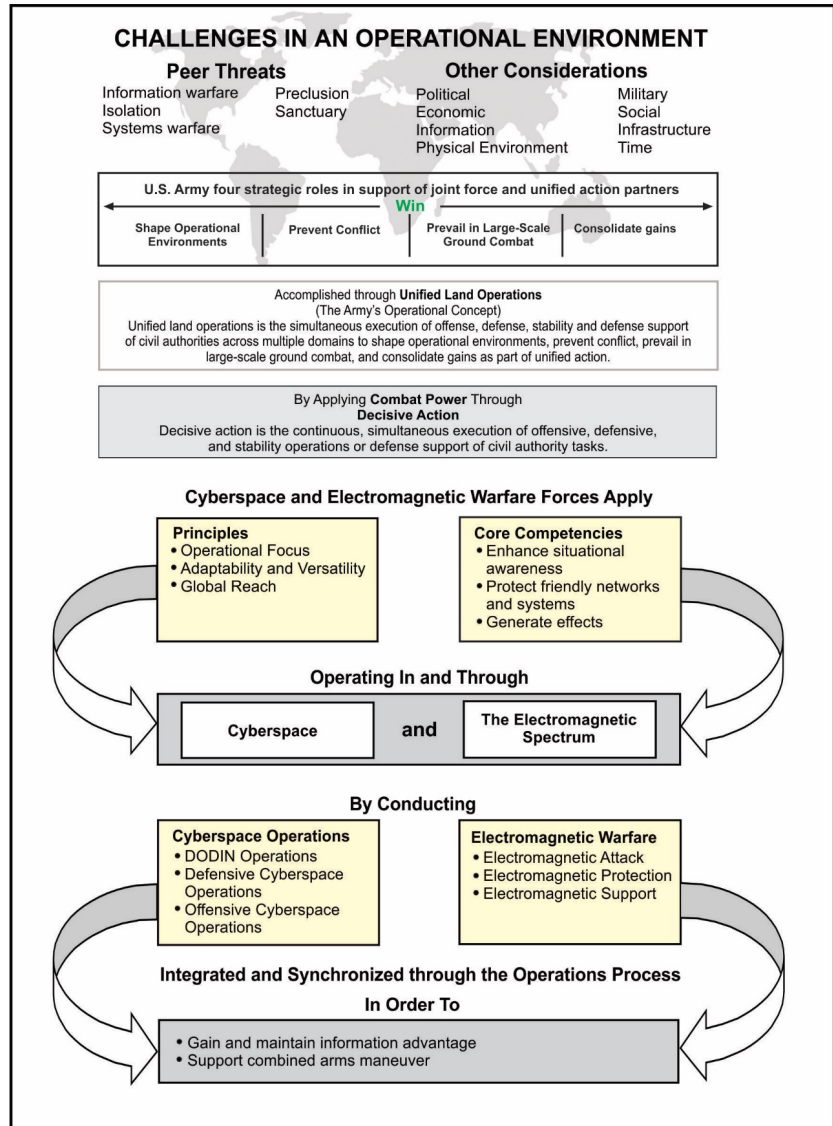 CHALLENGES IN AN OPERATIONAL ENVIRONMENT
Peer Threats
Information warfare
Isolation
Systems warfare
Preclusion
Sanctuary
Other Considerations
Political
Economic
Information
Physical Environment
Military
Social
Infrastructure
Time
U.S. Army four strategic roles in support of joint force and unified action partners
Win
Shape Operational
Environments
Prevent Conflict
Prevail in Large-Scale
Ground Combat
Consolidate gains
Accomplished through Unified Land Operations
(The Army's Operational Concept)
Unified land operations is the simultaneous execution of offense, defense, stability and defense support
of civil authorities across multiple domains to shape operational environments, prevent conflict, prevail in
large-scale ground combat, and consolidate gains as part of unified action.
By Applying Combat Power Through
Decisive Action
Decisive action is the continuous, simultaneous execution of offensive, defensive,
and stability operations or defense support of civil authority tasks.
Cyberspace and Electromagnetic Warfare Forces Apply
Principles
• Operational Focus
• Adaptability and Versatility
• Global Reach
Core Competencies
• Enhance situational
awareness
• Protect friendly networks
and systems
• Generate effects
Operating In and Through
Cyberspace
and
The Electromagnetic
Spectrum
By Conducting
Cyberspace Operations
• DODIN Operations
• Defensive Cyberspace
Operations
• Offensive Cyberspace
Operations
Electromagnetic Warfare
• Electromagnetic Attack
• Electromagnetic Protection
• Electromagnetic Support
Integrated and Synchronized through the Operations Process
In Order To
• Gain and maintain information advantage
• Support combined arms maneuver